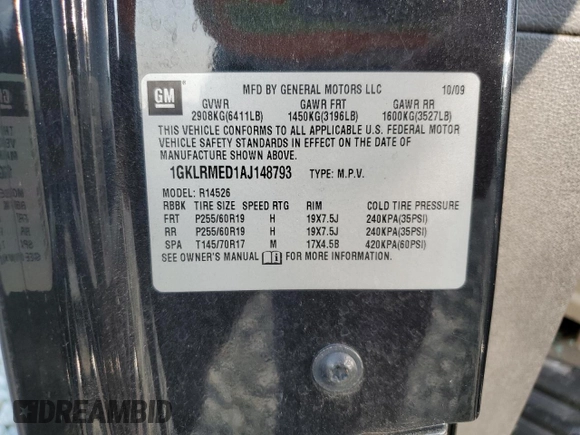 GM
MFD BY GENERAL MOTORS LLC 10/09
GVWR GAWR FRT GAWR RR
2908KG(6411LB) 1450KG(3196LB) 1600KG(3527LB)
THIS VEHICLE CONFORMS TO ALL APPLICABLE U.S. FEDERAL MOTOR
VEHICLE SAFETY STANDARDS IN EFFECT ON THE DATE OF
MANUFACTURE SHOWN ABOVE.
1GKLRMED1AJ148793 TYPE: M.P.V.
MODEL: R14526
RBBK TIRE SIZE SPEED RTG RIM COLD TIRE PRESSURE
FRT P255/60R19 H 19X7.5J 240KPA(35PSI)
RR P255/60R19 H 19X7.5J 240KPA(35PSI)
SPA T145/70R17 M 17X4.5B 420KPA(60PSI)
SEE OWNER'S MANUAL FOR MORE INFORMATION.
DREAMBID